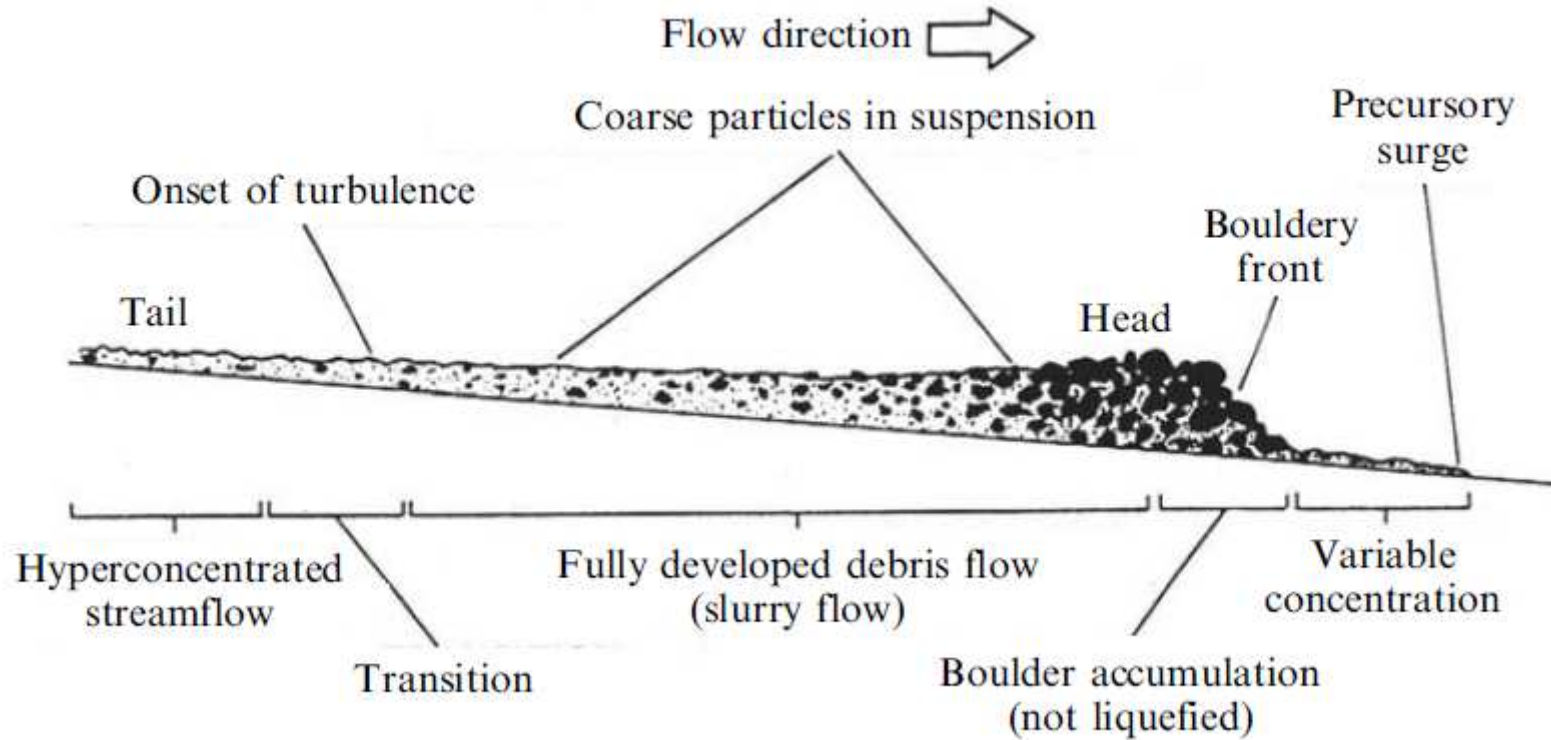 Flow direction
Coarse particles in suspension
Precursory
surge
Onset of turbulence
Bouldery
front
Tail
Head
Hyperconcentrated
streamflow
Fully developed debris flow
(slurry flow)
Variable
concentration
Transition
Boulder accumulation
(not liquefied)